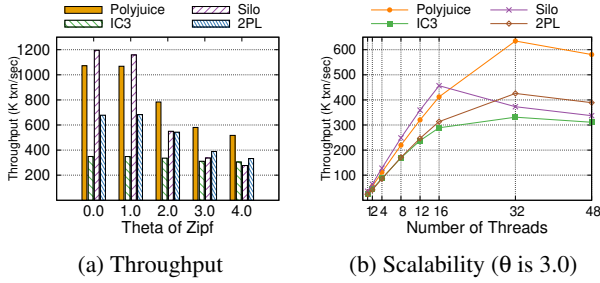 Polyjuice Silo
IC3 2PL
Throughput (K txn/sec)
1200
1000
800
600
400
200
0.0 1.0 2.0 3.0 4.0
Theta of Zipf
(a) Throughput
Polyjuice Silo
IC3 2PL
Throughput (K txn/sec)
600
500
400
300
200
100
1 2 4 8 12 16 32 48
Number of Threads
(b) Scalability (θ is 3.0)